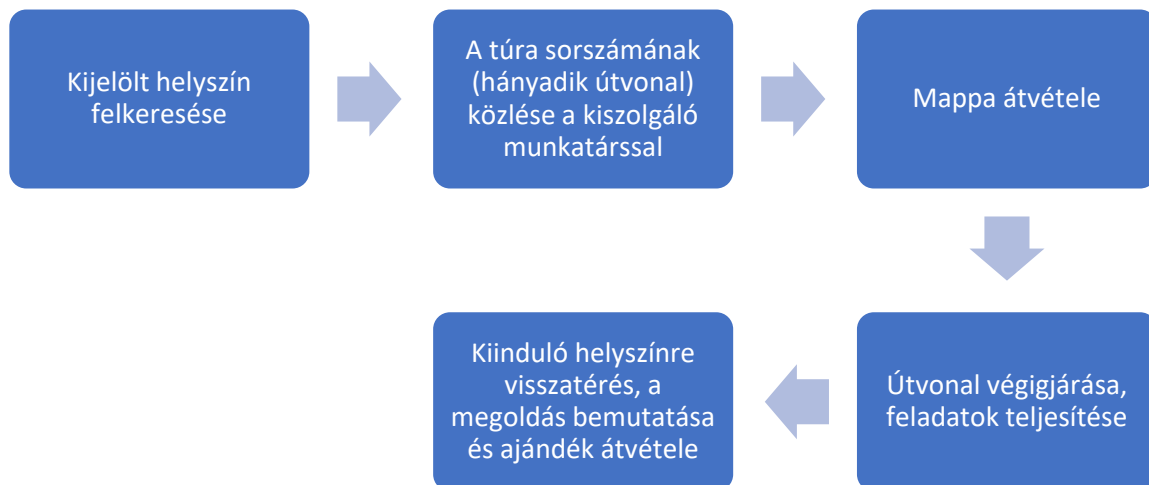 Kijelölt helyszín
felkeresése
A túra sorszámának
(hányadik útvonal)
közlése a kiszolgáló
munkatárssal
Mappa átvétele
Útvonal végigjárása,
feladatok teljesítése
Kiinduló helyszínre
visszatérés, a
megoldás bemutatása
és ajándék átvétele